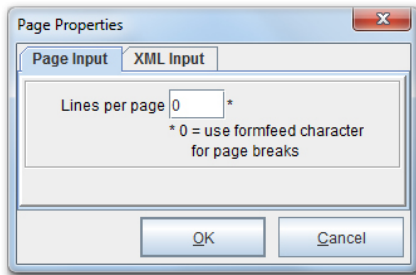 Page Properties
Page Input XML Input
Lines per page 0 *
* 0 = use formfeed character
for page breaks
OK Cancel